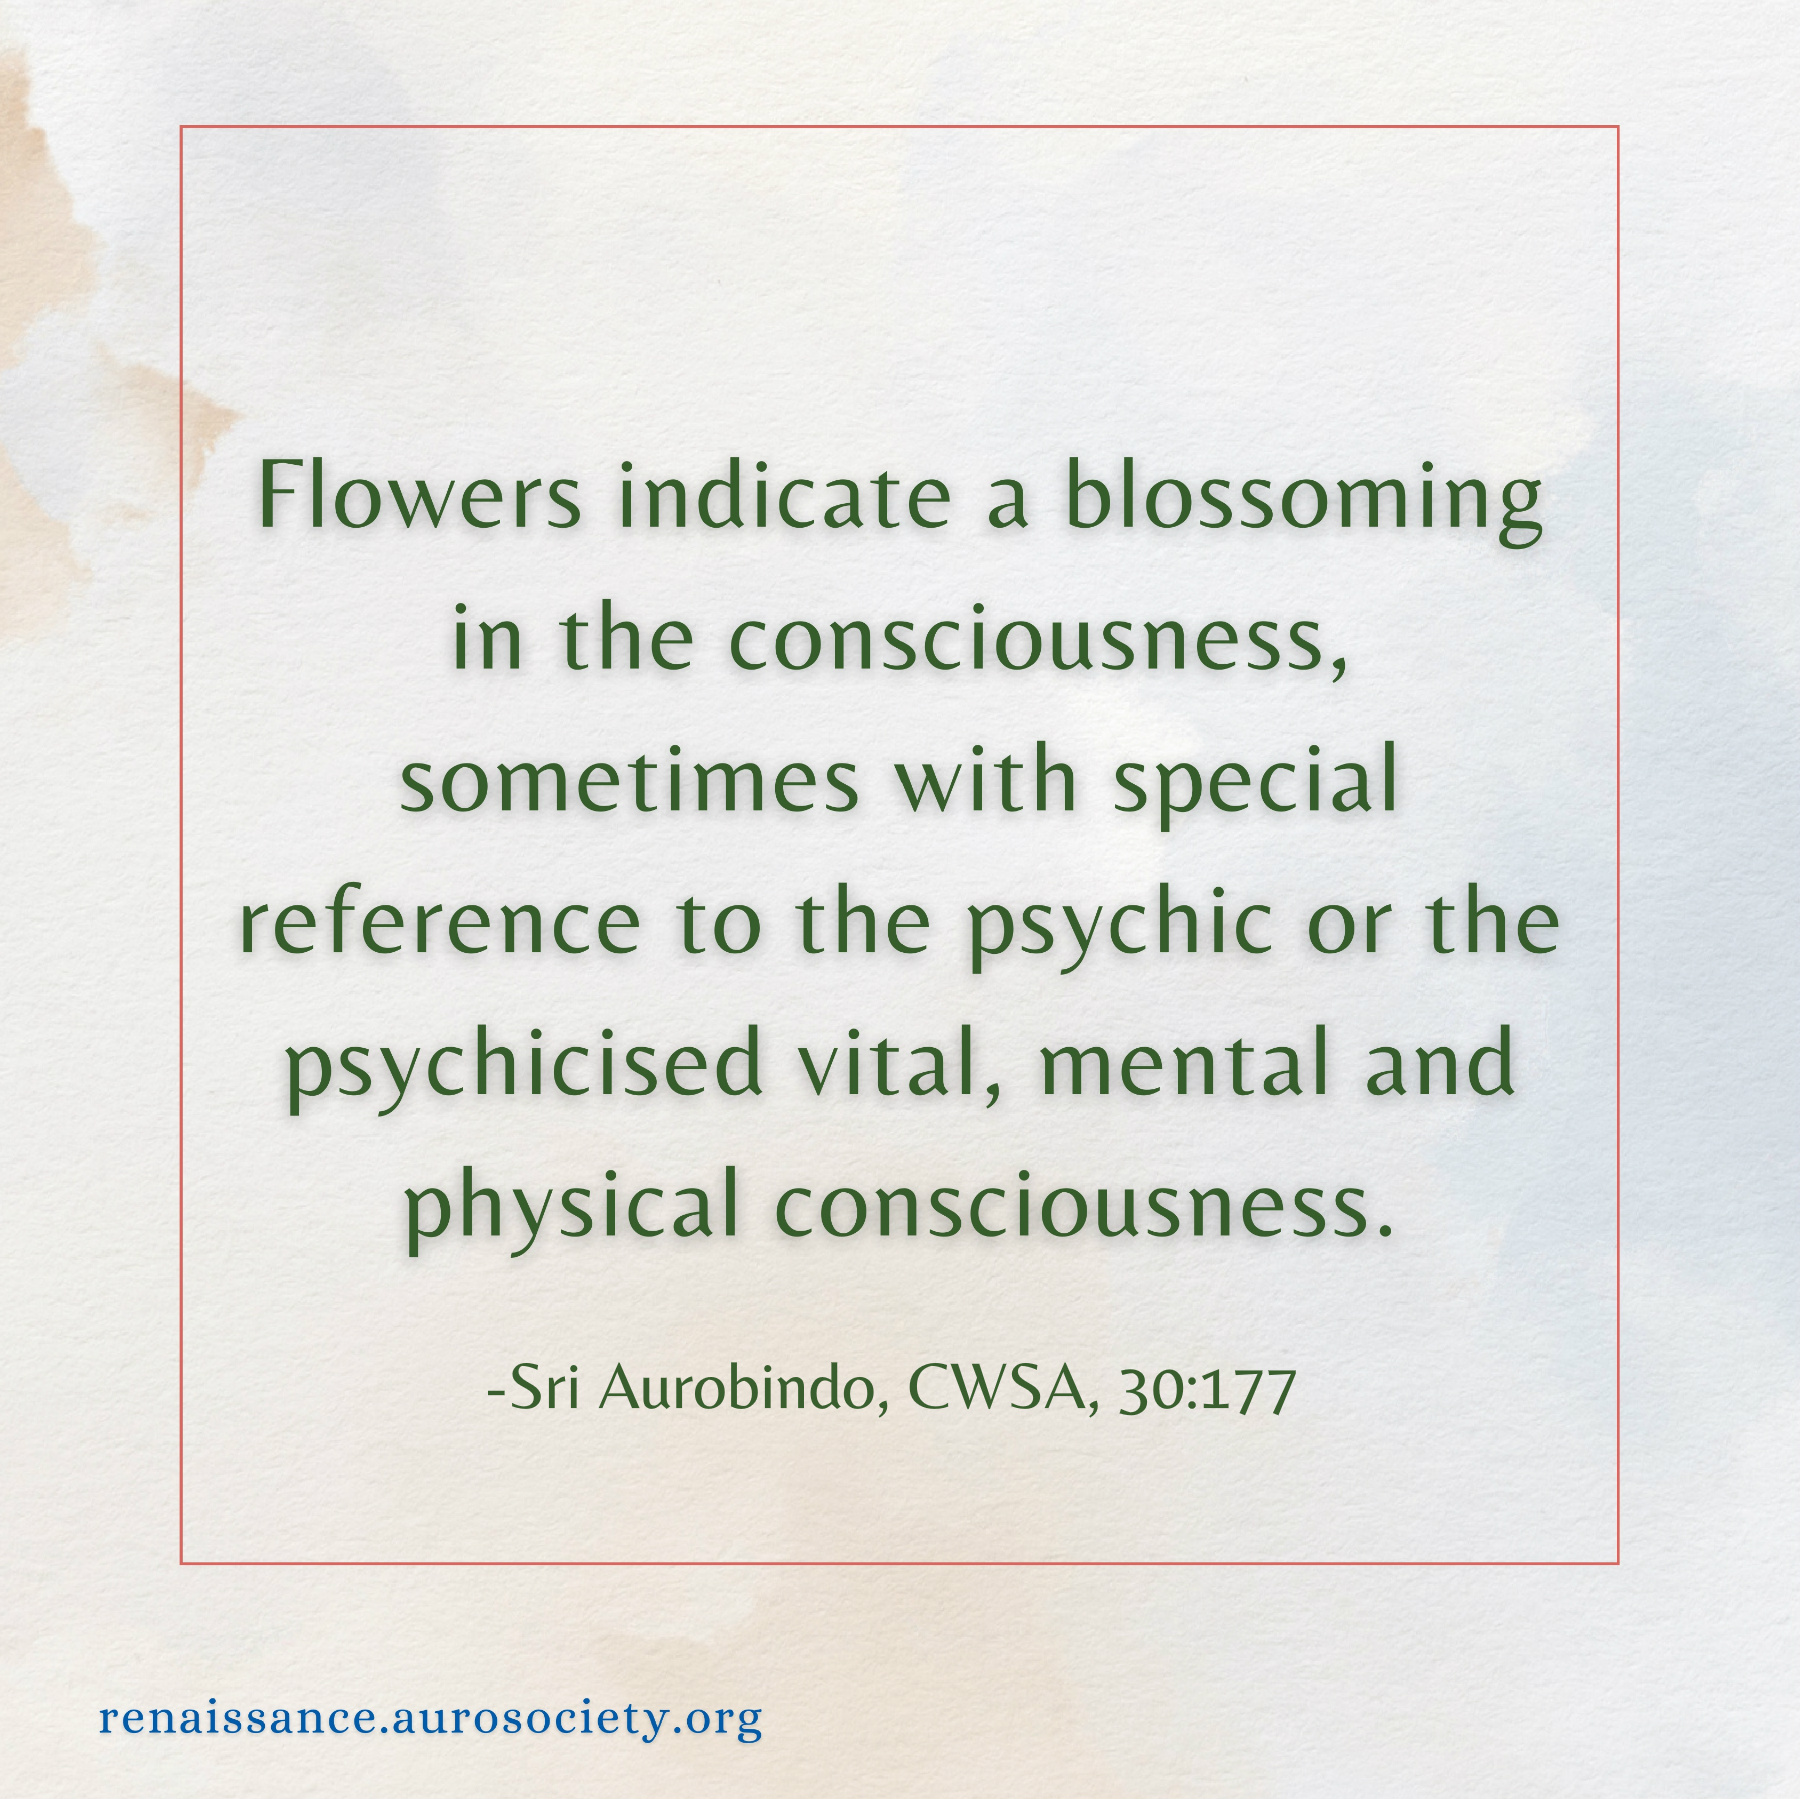 Flowers indicate a blossoming
in the consciousness,
sometimes with special
reference to the psychic or the
psychicised vital, mental and
physical consciousness.
-Sri Aurobindo, CWSA, 30:177
renaissance.aurosociety.org